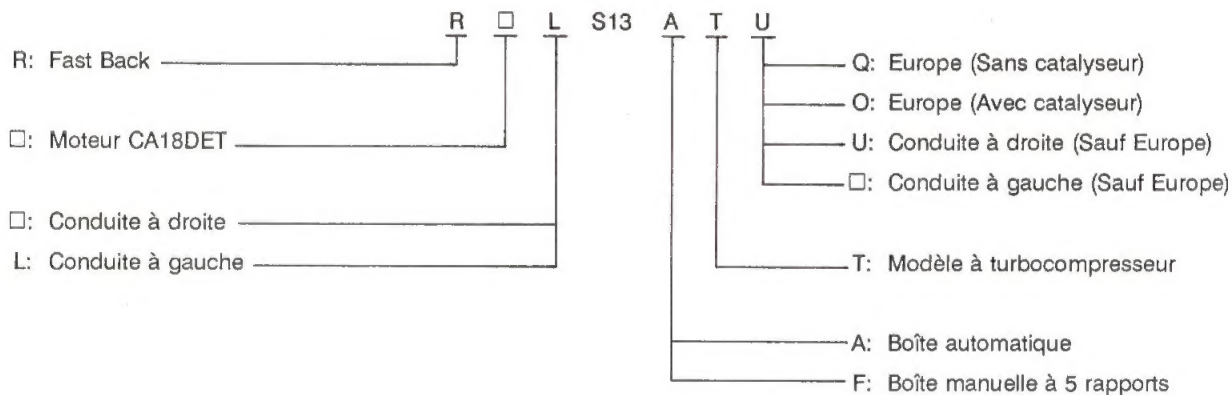 R □ L S13 A T U
R: Fast Back
Q: Europe (Sans catalyseur)
O: Europe (Avec catalyseur)
□: Moteur CA18DET
U: Conduite à droite (Sauf Europe)
□: Conduite à gauche (Sauf Europe)
□: Conduite à droite
L: Conduite à gauche
T: Modèle à turbocompresseur
A: Boîte automatique
F: Boîte manuelle à 5 rapports